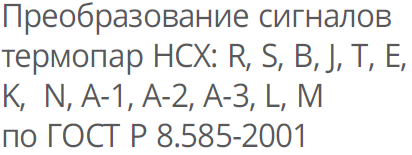 Преобразование сигналов
термопар НСХ: R, S, B, J, T, E,
K, N, A-1, A-2, A-3, L, M
по ГОСТ Р 8.585-2001